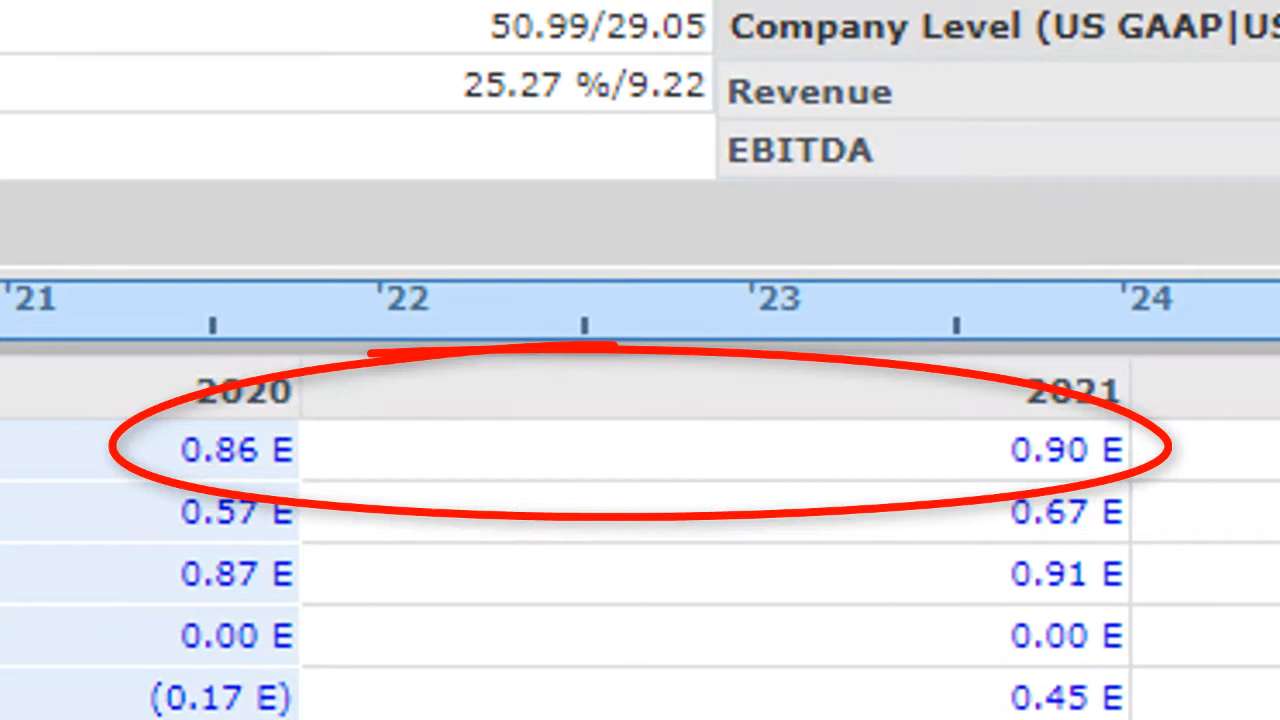 50.99/29.05 Company Level (US GAAP|US
25.27 %/9.22 Revenue
EBITDA
'21 '22 '23 '24
2020 2021
0.86 E 0.90 E
0.57 E 0.67 E
0.87 E 0.91 E
0.00 E 0.00 E
(0.17 E) 0.45 E